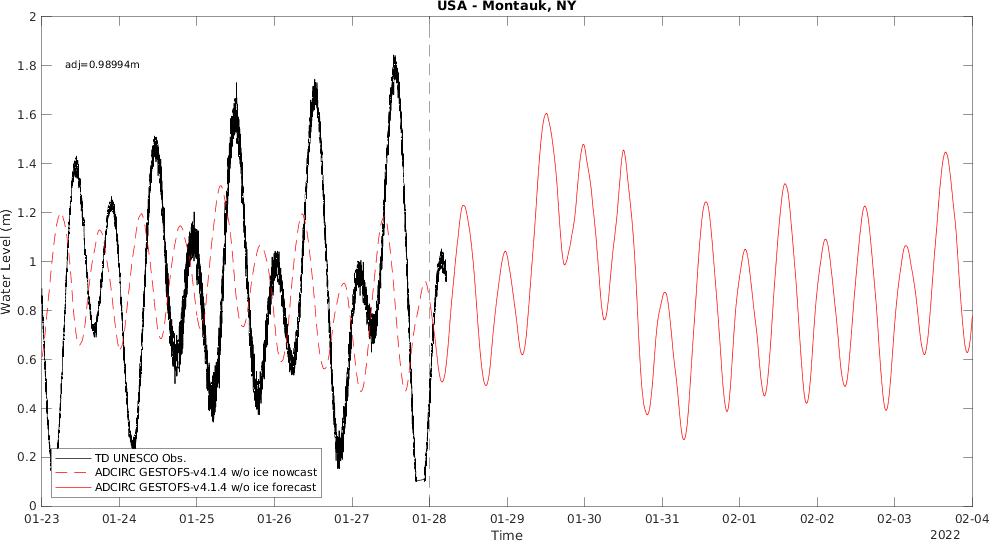 USA - Montauk, NY
2
1.8
1.6
1.4
1.2
1
0.8
0.6
0.4
0.2
0
Water Level (m)
adj=0.98994m
TD UNESCO Obs.
ADCIRC GESTOFS-v4.1.4 w/o ice nowcast
ADCIRC GESTOFS-v4.1.4 w/o ice forecast
01-23 01-24 01-25 01-26 01-27 01-28 01-29 01-30 01-31 02-01 02-02 02-03 02-04
Time
2022